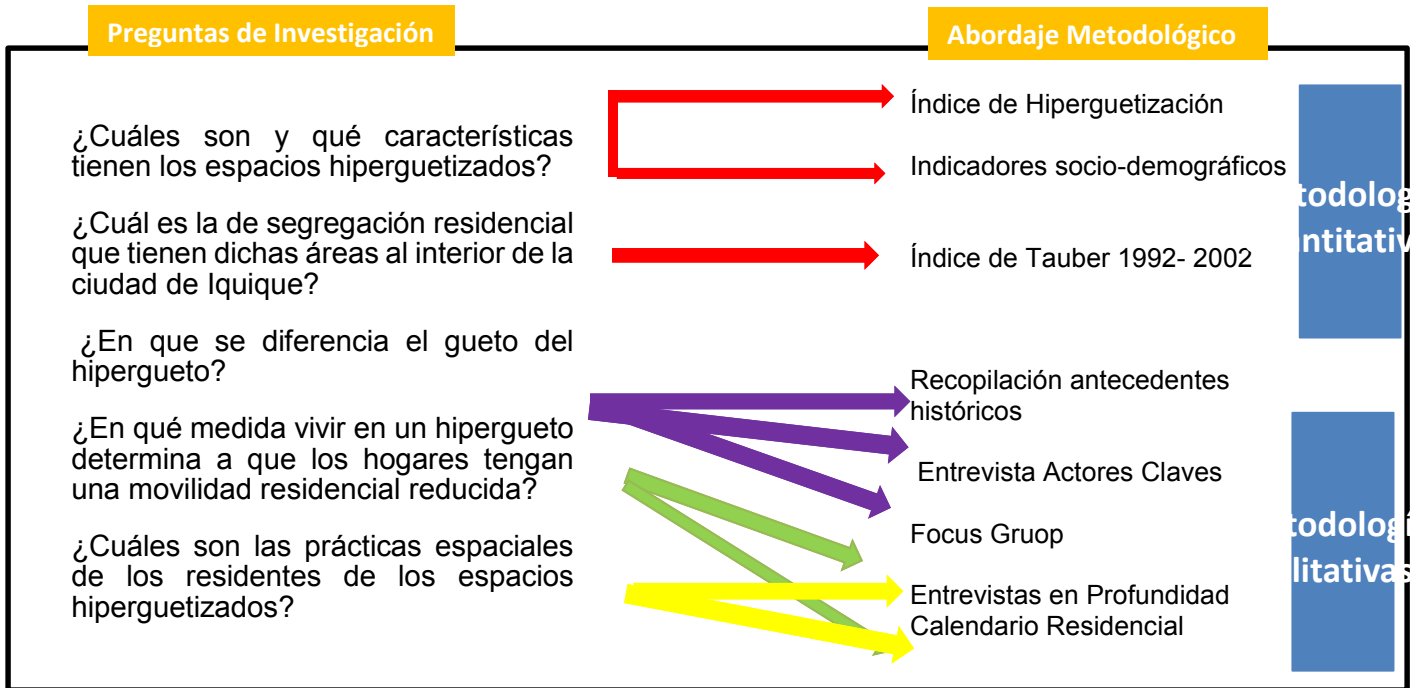 Preguntas de Investigación
Abordaje Metodológico
¿Cuáles son y qué características
tienen los espacios hiperguetizados?
¿Cuál es la de segregación residencial
que tienen dichas áreas al interior de la
ciudad de Iquique?
¿En que se diferencia el gueto del
hipergueto?
¿En qué medida vivir en un hipergueto
determina a que los hogares tengan
una movilidad residencial reducida?
¿Cuáles son las prácticas espaciales
de los residentes de los espacios
hiperguetizados?
Índice de Hiperguetización
Indicadores socio-demográficos
Índice de Tauber 1992- 2002
Recopilación antecedentes
históricos
Entrevista Actores Claves
Focus Gruop
Entrevistas en Profundidad
Calendario Residencial